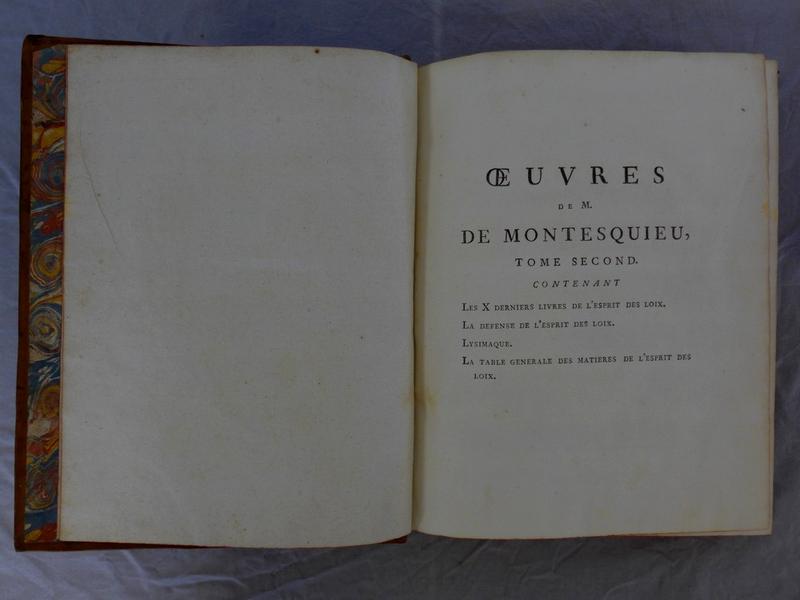 ŒUVRES
DE M.
DE MONTESQUIEU,
TOME SECOND.
CONTENANT
LES X DERNIERS LIVRES DE L'ESPRIT DES LOIX.
LA DEFENSE DE L'ESPRIT DES LOIX.
LYSIMAQUE.
LA TABLE GENERALE DES MATIERES DE L'ESPRIT DES
LOIX.